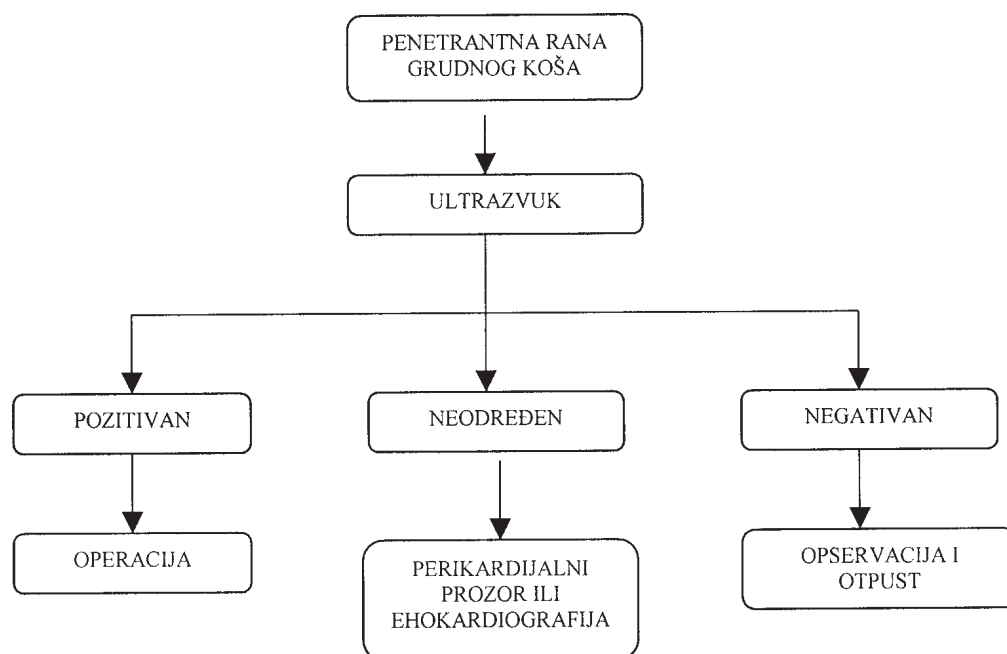 PENETRANTNA RANA
GRUDNOG KOŠA
ULTRAZVUK
POZITIVAN
NEODREĐEN
NEGATIVAN
OPERACIJA
PERIKARDIJALNI
PROZOR ILI
EHOKARDIOGRAFIJA
OPSERVACIJA I
OTPUST